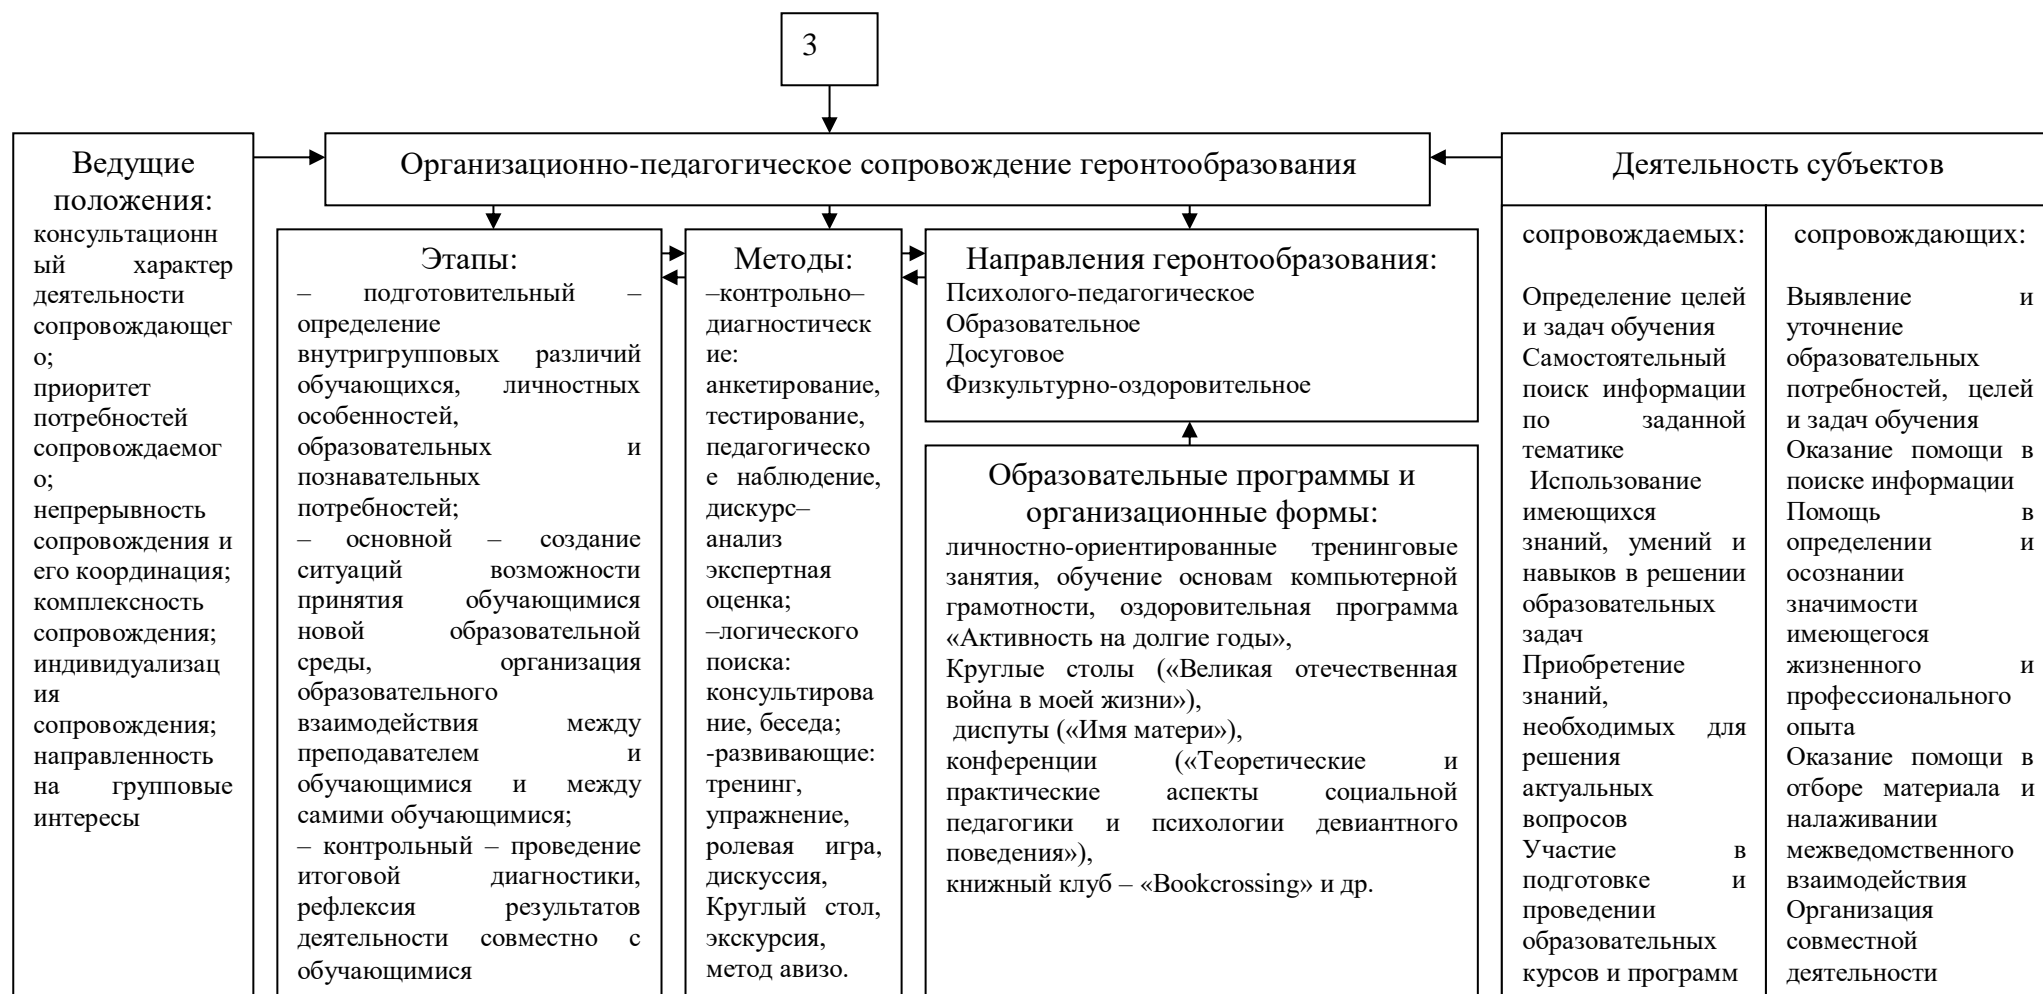 3
Ведущие
положения:
консультационн
ый характер
деятельности
сопровождающег
о;
приоритет
потребностей
сопровождаемог
о;
непрерывность
сопровождения и
его координация;
комплексность
сопровождения;
индивидуализац
ия
сопровождения;
направленность
на групповые
интересы
Организационно-педагогическое сопровождение геронтообразования
Этапы:
– подготовительный –
определение
внутригрупповых различий
обучающихся, личностных
особенностей,
образовательных и
познавательных
потребностей;
– основной – создание
ситуаций возможности
принятия обучающимися
новой образовательной
среды, организация
образовательного
взаимодействия между
преподавателем и
обучающимися и между
самими обучающимися;
– контрольный – проведение
итоговой диагностики,
рефлексия результатов
деятельности совместно с
обучающимися
Методы:
–контрольно–
диагностическ
ие:
анкетирование,
тестирование,
педагогическо
е наблюдение,
дискурс–
анализ
экспертная
оценка;
–логического
поиска:
консультирова
ние, беседа;
-развивающие:
тренинг,
упражнение,
ролевая игра,
дискуссия,
Круглый стол,
экскурсия,
метод авизо.
Направления геронтообразования:
Психолого-педагогическое
Образовательное
Досуговое
Физкультурно-оздоровительное
Образовательные программы и
организационные формы:
личностно-ориентированные тренинговые
занятия, обучение основам компьютерной
грамотности, оздоровительная программа
«Активность на долгие годы»,
Круглые столы («Великая отечественная
война в моей жизни»),
диспуты («Имя матери»),
конференции («Теоретические и
практические аспекты социальной
педагогики и психологии девиантного
поведения»),
книжный клуб – «Bookcrossing» и др.
Деятельность субъектов
сопровождаемых:
Определение целей
и задач обучения
Самостоятельный
поиск информации
по заданной
тематике
Использование
имеющихся
знаний, умений и
навыков в решении
образовательных
задач
Приобретение
знаний,
необходимых для
решения
актуальных
вопросов
Участие в
подготовке и
проведении
образовательных
курсов и программ
сопровождающих:
Выявление и
уточнение
образовательных
потребностей, целей
и задач обучения
Оказание помощи в
поиске информации
Помощь в
определении и
осознании
значимости
имеющегося
жизненного и
профессионального
опыта
Оказание помощи в
отборе материала и
налаживании
межведомственного
взаимодействия
Организация
совместной
деятельности